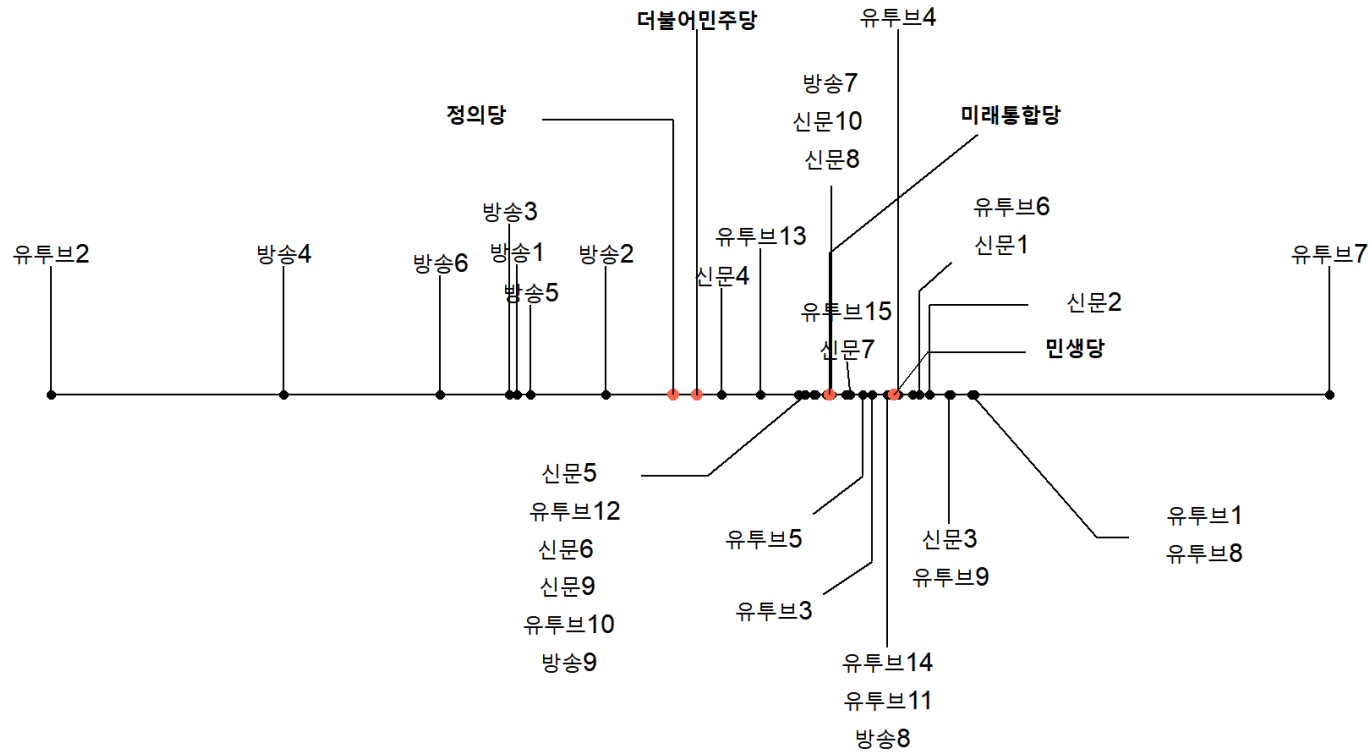 더불어민주당
유투브4
방송7
신문10
신문8
정의당
미래통합당
방송3
유투브6
신문1
유투브2
방송4
방송6
방송1
방송5
방송2
유투브13
신문4
유투브7
유투브15
신문7
신문2
민생당
신문5
유투브12
신문6
신문9
유투브10
방송9
유투브5
유투브3
신문3
유투브9
유투브1
유투브8
유투브14
유투브11
방송8